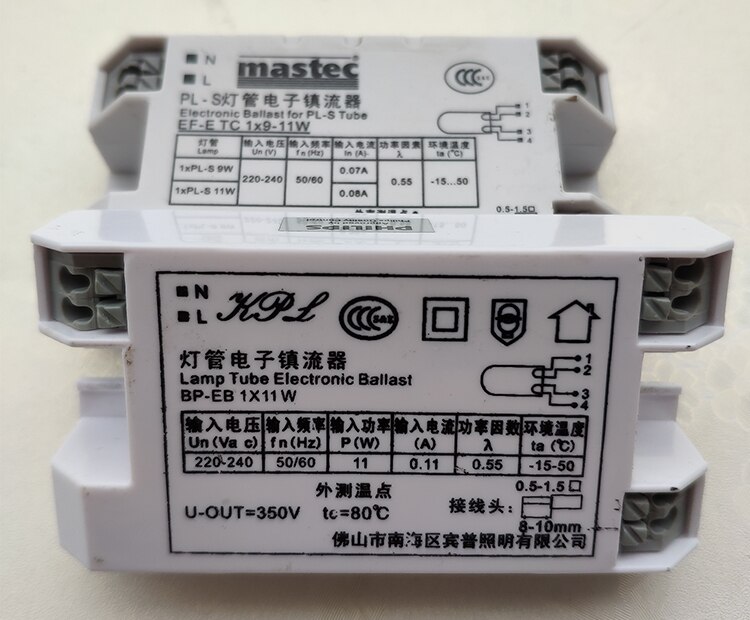 N
L
mastec
PL-S灯管电子镇流器
Electronic Ballast for PL-S Tube
EF-E TC 1x9-11W
1
2
3
4
灯管 输入电压 输入频率 输入电流 功率因素 环境温度
Lamp Un(V) fn(Hz) In(A) λ ta(℃)
1xPL-S 9W 220-240 50/60 0.07A 0.55 -15...50
1xPL-S 11W 0.08A
0.5-1.5
PHILIPS
N
L KPL
灯管电子镇流器
Lamp Tube Electronic Ballast
BP-EB 1X11W
1
2
3
4
输入电压 输入频率 输入功率 输入电流 功率因数 环境温度
Un(Va c) fn(Hz) P(W) (A) λ ta(℃)
220-240 50/60 11 0.11 0.55 -15-50
0.5-1.5
外测温点
U-OUT=350V tc=80℃ 接线头:
8-10mm
佛山市南海区宾普照明有限公司